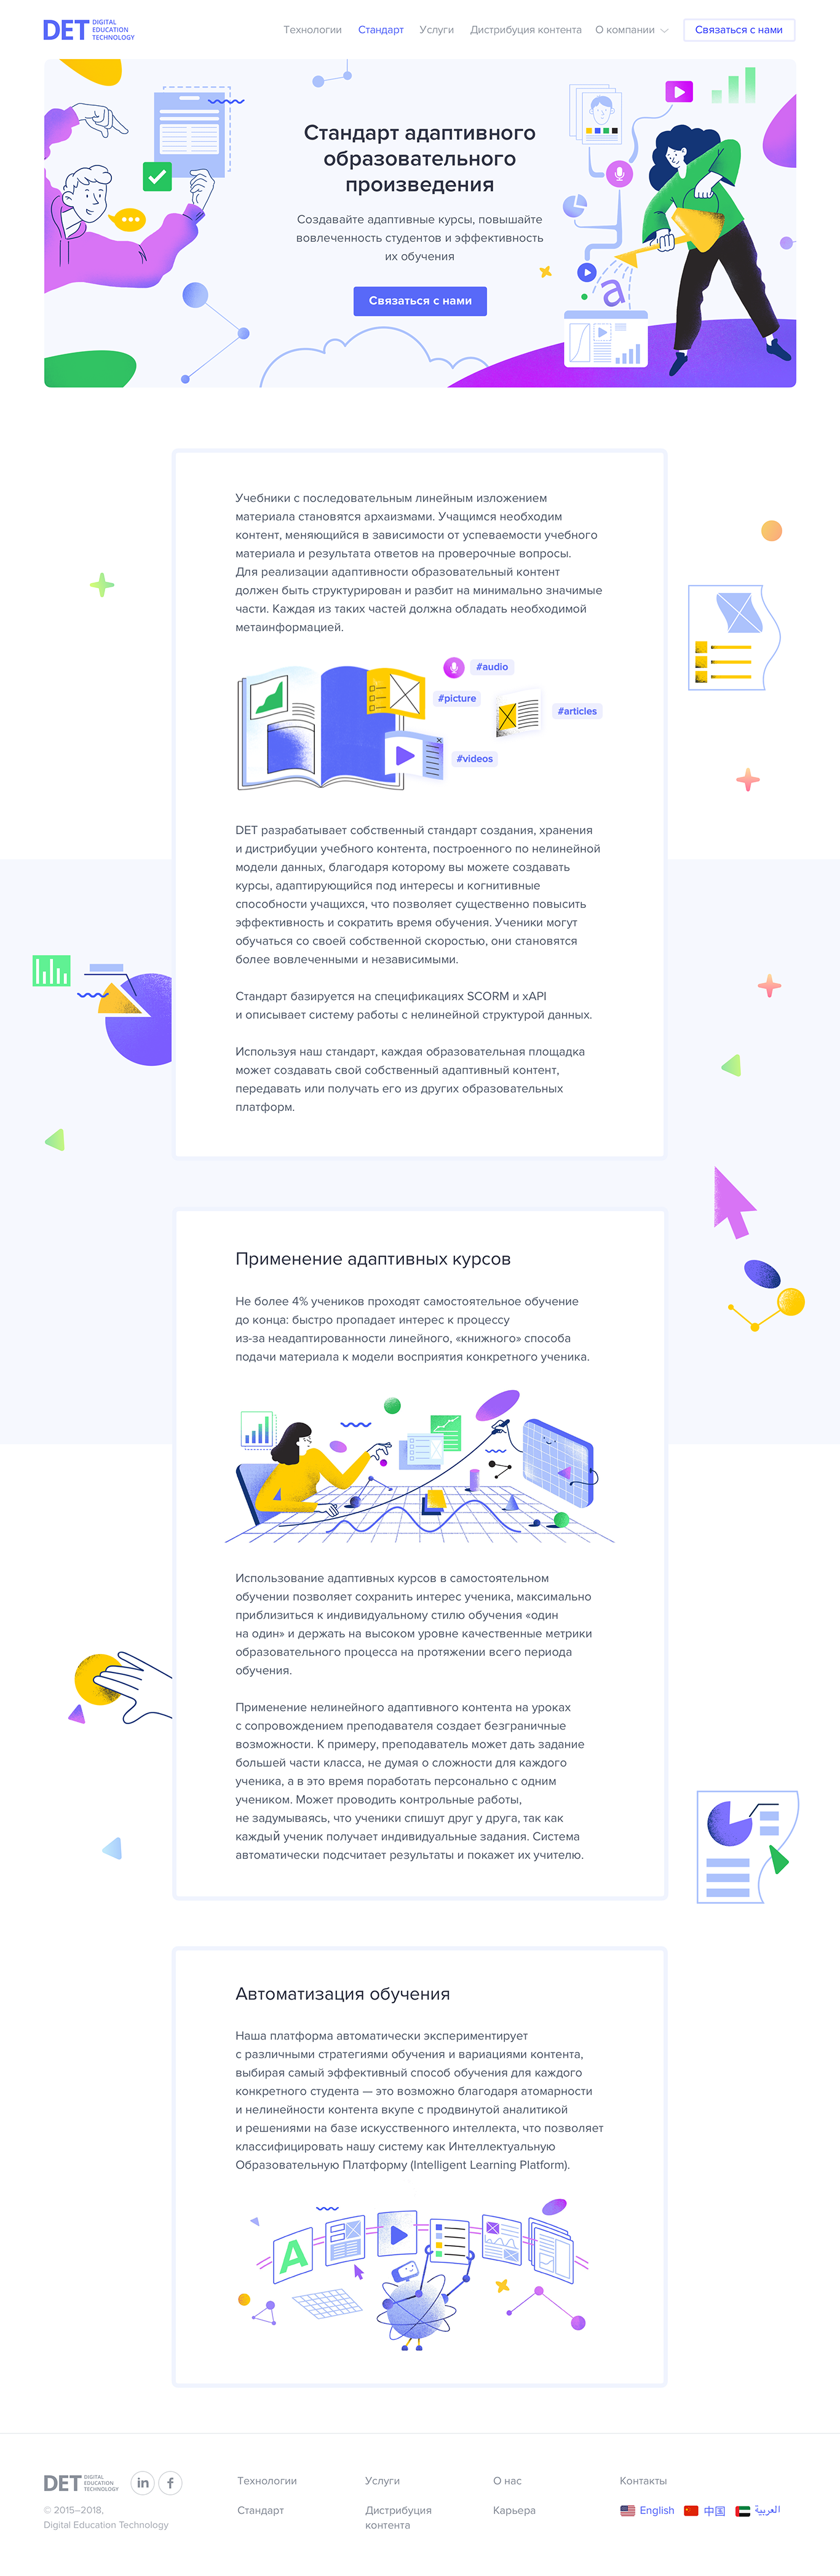 DET DIGITAL EDUCATION TECHNOLOGY
Технологии Стандарт Услуги Дистрибуция контента О компании Связаться с нами
Стандарт адаптивного
образовательного
произведения
Создавайте адаптивные курсы, повышайте
вовлеченность студентов и эффективность
их обучения
Связаться с нами
a
Учебники с последовательным линейным изложением
материала становятся архаизмами. Учащимся необходим
контент, меняющийся в зависимости от успеваемости учебного
материала и результата ответов на проверочные вопросы.
Для реализации адаптивности образовательный контент
должен быть структурирован и разбит на минимально значимые
части. Каждая из таких частей должна обладать необходимой
метаинформацией.
#audio
#picture
#articles
#videos
DET разрабатывает собственный стандарт создания, хранения
и дистрибуции учебного контента, построенного по нелинейной
модели данных, благодаря которому вы можете создавать
курсы, адаптирующийся под интересы и когнитивные
способности учащихся, что позволяет существенно повысить
эффективность и сократить время обучения. Ученики могут
обучаться со своей собственной скоростью, они становятся
более вовлеченными и независимыми.
Стандарт базируется на спецификациях SCORM и xAPI
и описывает систему работы с нелинейной структурой данных.
Используя наш стандарт, каждая образовательная площадка
может создавать свой собственный адаптивный контент,
передавать или получать его из других образовательных
платформ.
Применение адаптивных курсов
Не более 4% учеников проходят самостоятельное обучение
до конца: быстро пропадает интерес к процессу
из-за неадаптированности линейного, «книжного» способа
подачи материала к модели восприятия конкретного ученика.
Использование адаптивных курсов в самостоятельном
обучении позволяет сохранить интерес ученика, максимально
приблизиться к индивидуальному стилю обучения «один
на один» и держать на высоком уровне качественные метрики
образовательного процесса на протяжении всего периода
обучения.
Применение нелинейного адаптивного контента на уроках
с сопровождением преподавателя создает безграничные
возможности. К примеру, преподаватель может дать задание
большей части класса, не думая о сложности для каждого
ученика, а в это время поработать персонально с одним
учеником. Может проводить контрольные работы,
не задумываясь, что ученики спишут друг у друга, так как
каждый ученик получает индивидуальные задания. Система
автоматически подсчитает результаты и покажет их учителю.
Автоматизация обучения
Наша платформа автоматически экспериментирует
с различными стратегиями обучения и вариациями контента,
выбирая самый эффективный способ обучения для каждого
конкретного студента — это возможно благодаря атомарности
и нелинейности контента вкупе с продвинутой аналитикой
и решениями на базе искусственного интеллекта, что позволяет
классифицировать нашу систему как Интеллектуальную
Образовательную Платформу (Intelligent Learning Platform).
A
DET DIGITAL EDUCATION TECHNOLOGY in f
Технологии Услуги О нас Контакты
© 2015–2018,
Digital Education Technology
Стандарт Дистрибуция контента Карьера English 中国 العربية